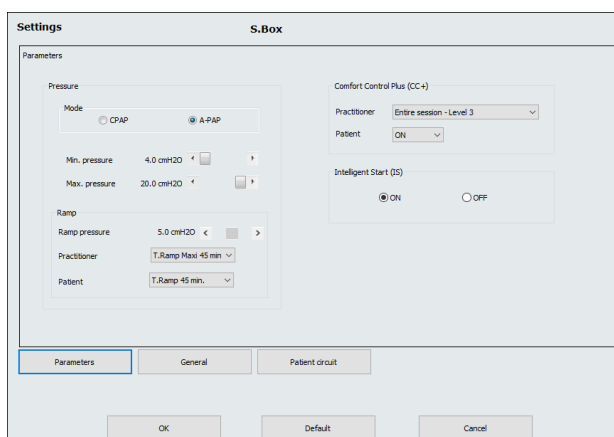 Settings
S.Box
Parameters
Pressure
Mode
CPAP
A-PAP
Min. pressure 4.0 cmH2O
Max. pressure 20.0 cmH2O
Ramp
Ramp pressure 5.0 cmH2O < >
Practitioner T.Ramp Maxi 45 min
Patient T.Ramp 45 min.
Comfort Control Plus (CC+)
Practitioner Entire session - Level 3
Patient ON
Intelligent Start (IS)
ON OFF
Parameters General Patient circuit
OK Default Cancel